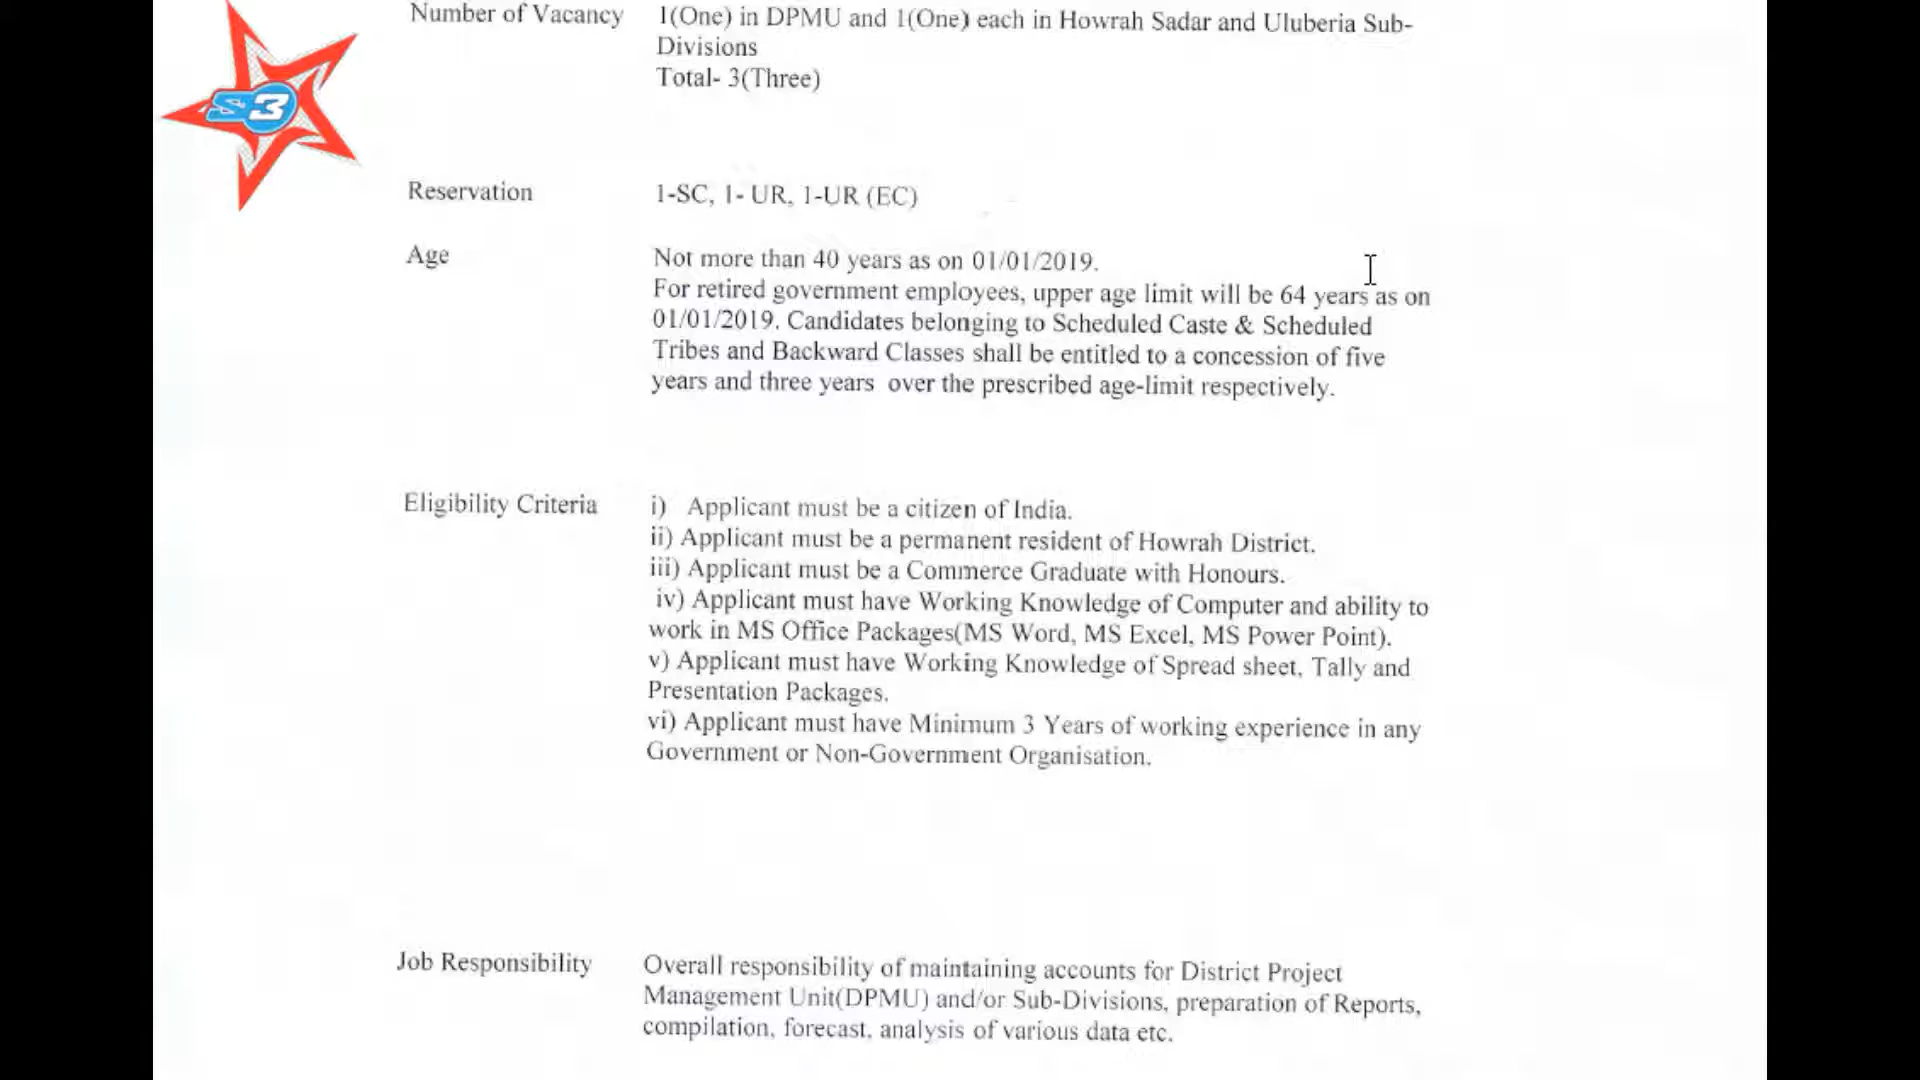 S3
Number of Vacancy 1(One) in DPMU and 1(One) each in Howrah Sadar and Uluberia Sub-
Divisions
Total- 3(Three)
Reservation 1-SC, 1- UR, 1-UR (EC)
Age Not more than 40 years as on 01/01/2019.
For retired government employees, upper age limit will be 64 years as on
01/01/2019. Candidates belonging to Scheduled Caste & Scheduled
Tribes and Backward Classes shall be entitled to a concession of five
years and three years over the prescribed age-limit respectively.
Eligibility Criteria i) Applicant must be a citizen of India.
ii) Applicant must be a permanent resident of Howrah District.
iii) Applicant must be a Commerce Graduate with Honours.
iv) Applicant must have Working Knowledge of Computer and ability to
work in MS Office Packages(MS Word, MS Excel, MS Power Point).
v) Applicant must have Working Knowledge of Spread sheet, Tally and
Presentation Packages.
vi) Applicant must have Minimum 3 Years of working experience in any
Government or Non-Government Organisation.
Job Responsibility Overall responsibility of maintaining accounts for District Project
Management Unit(DPMU) and/or Sub-Divisions, preparation of Reports,
compilation, forecast, analysis of various data etc.